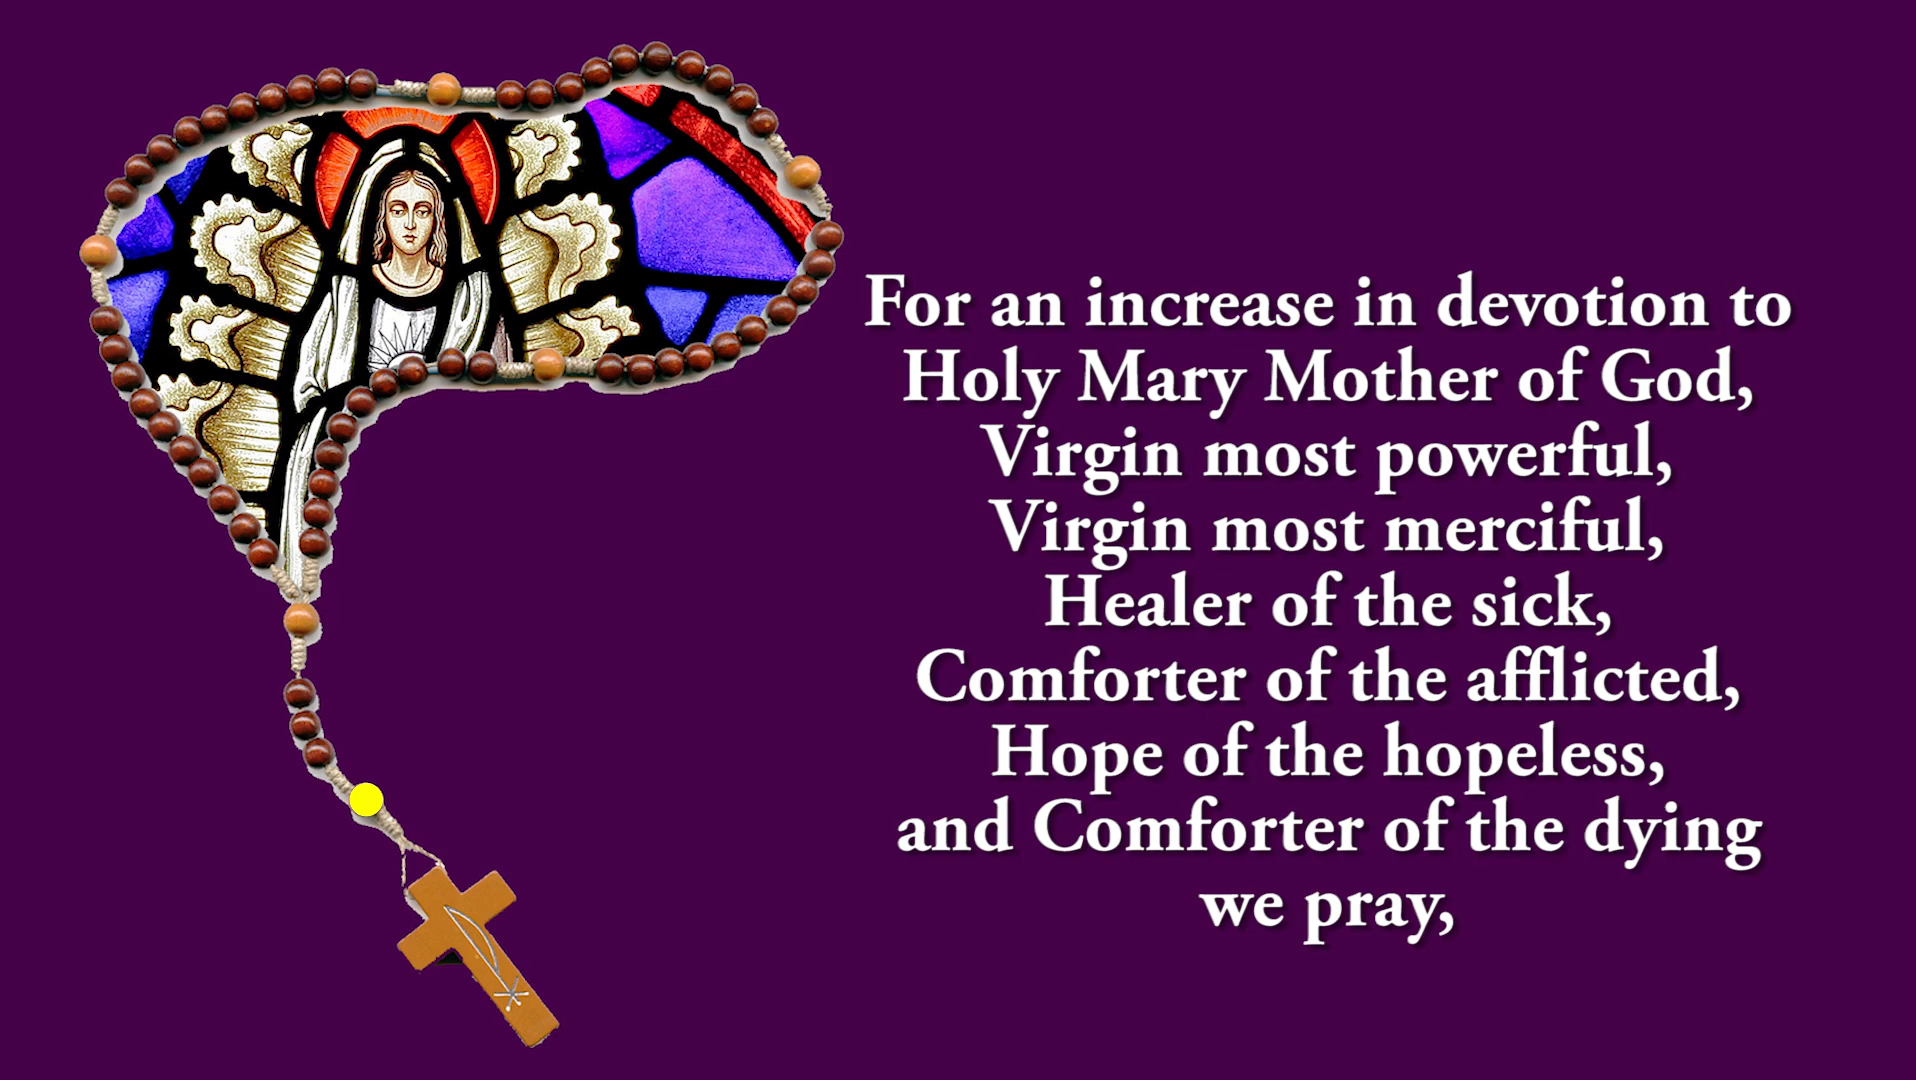 For an increase in devotion to
Holy Mary Mother of God,
Virgin most powerful,
Virgin most merciful,
Healer of the sick,
Comforter of the afflicted,
Hope of the hopeless,
and Comforter of the dying
we pray,